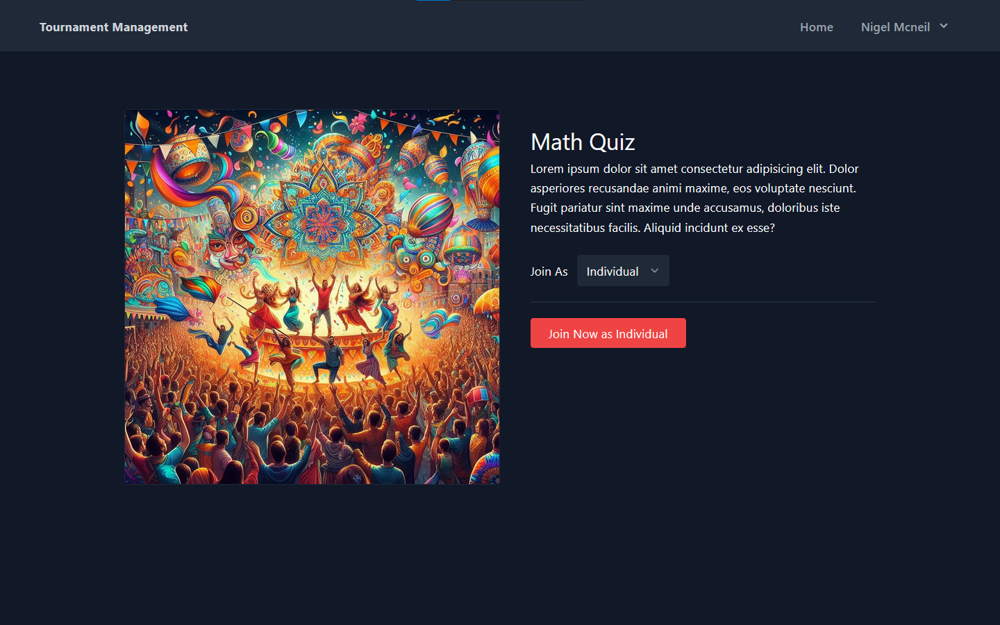 Tournament Management
Home
Nigel Mcneil
Math Quiz
Lorem ipsum dolor sit amet consectetur adipisicing elit. Dolor
asperiores recusandae animi maxime, eos voluptate nesciunt.
Fugit pariatur sint maxime unde accusamus, doloribus iste
necessitatibus facilis. Aliquid incidunt ex esse?
Join As
Individual
Join Now as Individual